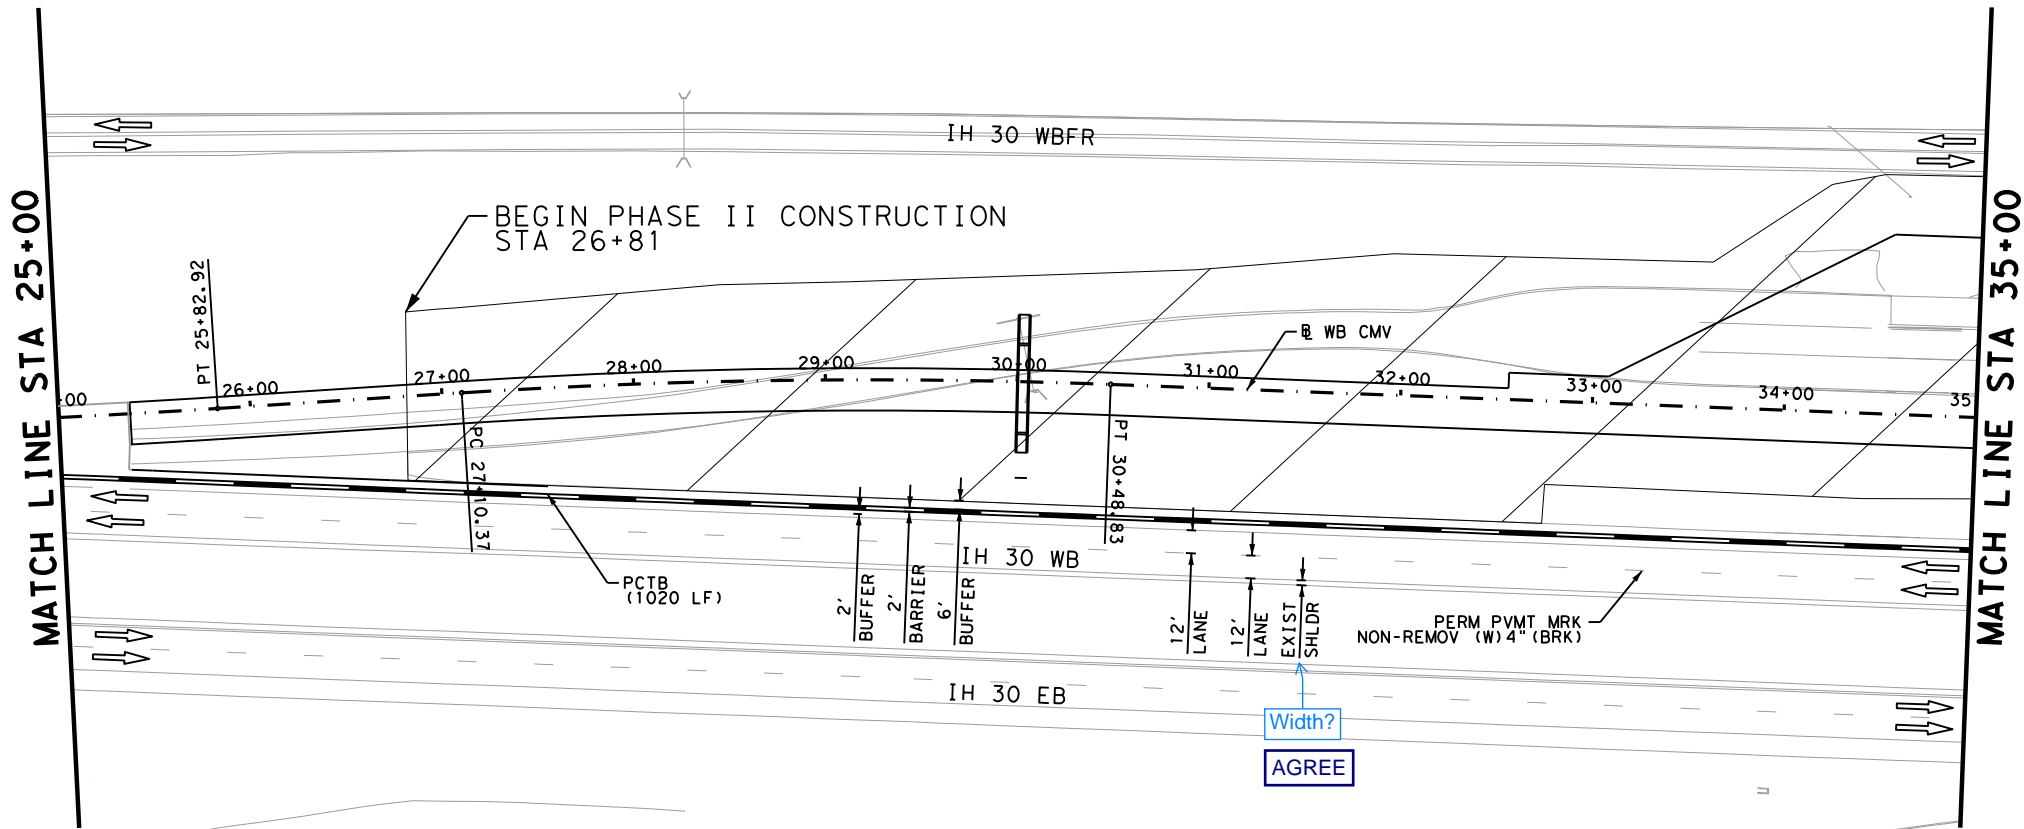 IH 30 WBFR
MATCH LINE STA 25+00
MATCH LINE STA 35+00
BEGIN PHASE II CONSTRUCTION
STA 26+81
PT 25+82.92
℄ WB CMV
+00
26+00
27+00
28+00
29+00
30+00
31+00
32+00
33+00
34+00
35
PC 27+10.37
PT 30+48.83
PCTB
(1020 LF)
IH 30 WB
2'
BUFFER
2'
BARRIER
6'
BUFFER
12'
LANE
12'
LANE
EXIST
SHLDR
PERM PVMT MRK
NON-REMOV (W) 4" (BRK)
IH 30 EB
Width?
AGREE